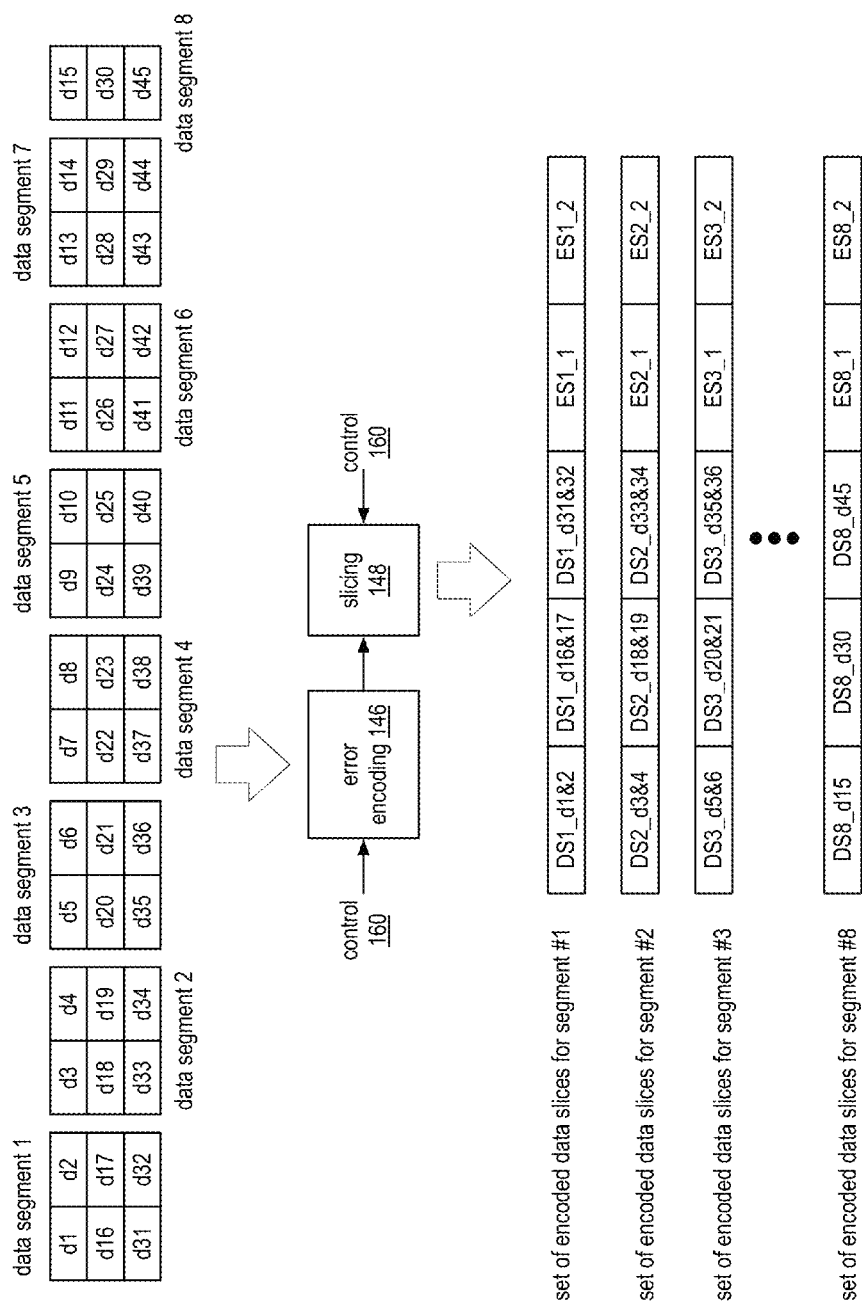 data segment 1
d1 d2
d16 d17
d31 d32
d3 d4
d18 d19
d33 d34
data segment 2
data segment 3
d5 d6
d20 d21
d35 d36
d7 d8
d22 d23
d37 d38
data segment 4
data segment 5
d9 d10
d24 d25
d39 d40
d11 d12
d26 d27
d41 d42
data segment 6
data segment 7
d13 d14
d28 d29
d43 d44
d15
d30
d45
data segment 8
control
160
error
encoding 146
slicing
148
control
160
set of encoded data slices for segment #1
DS1_d1&2 DS1_d16&17 DS1_d31&32 ES1_1 ES1_2
set of encoded data slices for segment #2
DS2_d3&4 DS2_d18&19 DS2_d33&34 ES2_1 ES2_2
set of encoded data slices for segment #3
DS3_d5&6 DS3_d20&21 DS3_d35&36 ES3_1 ES3_2
set of encoded data slices for segment #8
DS8_d15 DS8_d30 DS8_d45 ES8_1 ES8_2